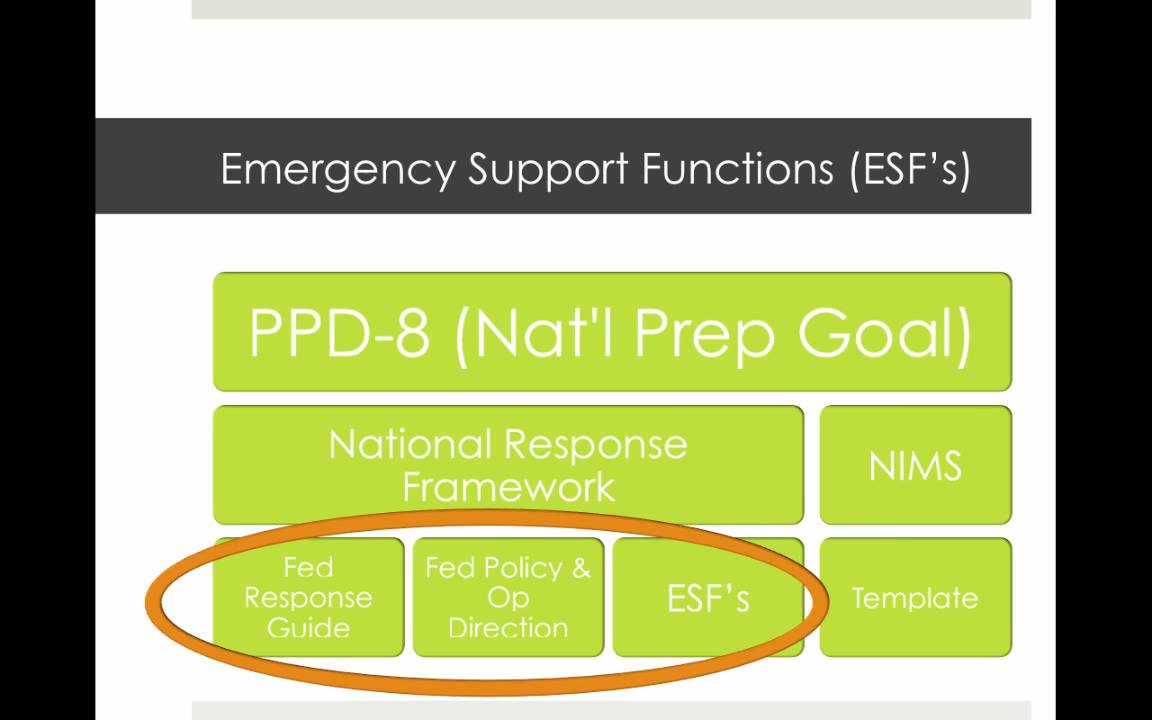 Emergency Support Functions (ESF’s)
PPD-8 (Nat'l Prep Goal)
National Response
Framework
NIMS
Fed
Response
Guide
Fed Policy &
Op
Direction
ESF’s
Template